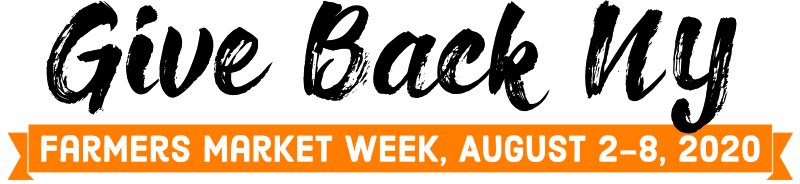 Give Back NY
FARMERS MARKET WEEK, AUGUST 2-8, 2020